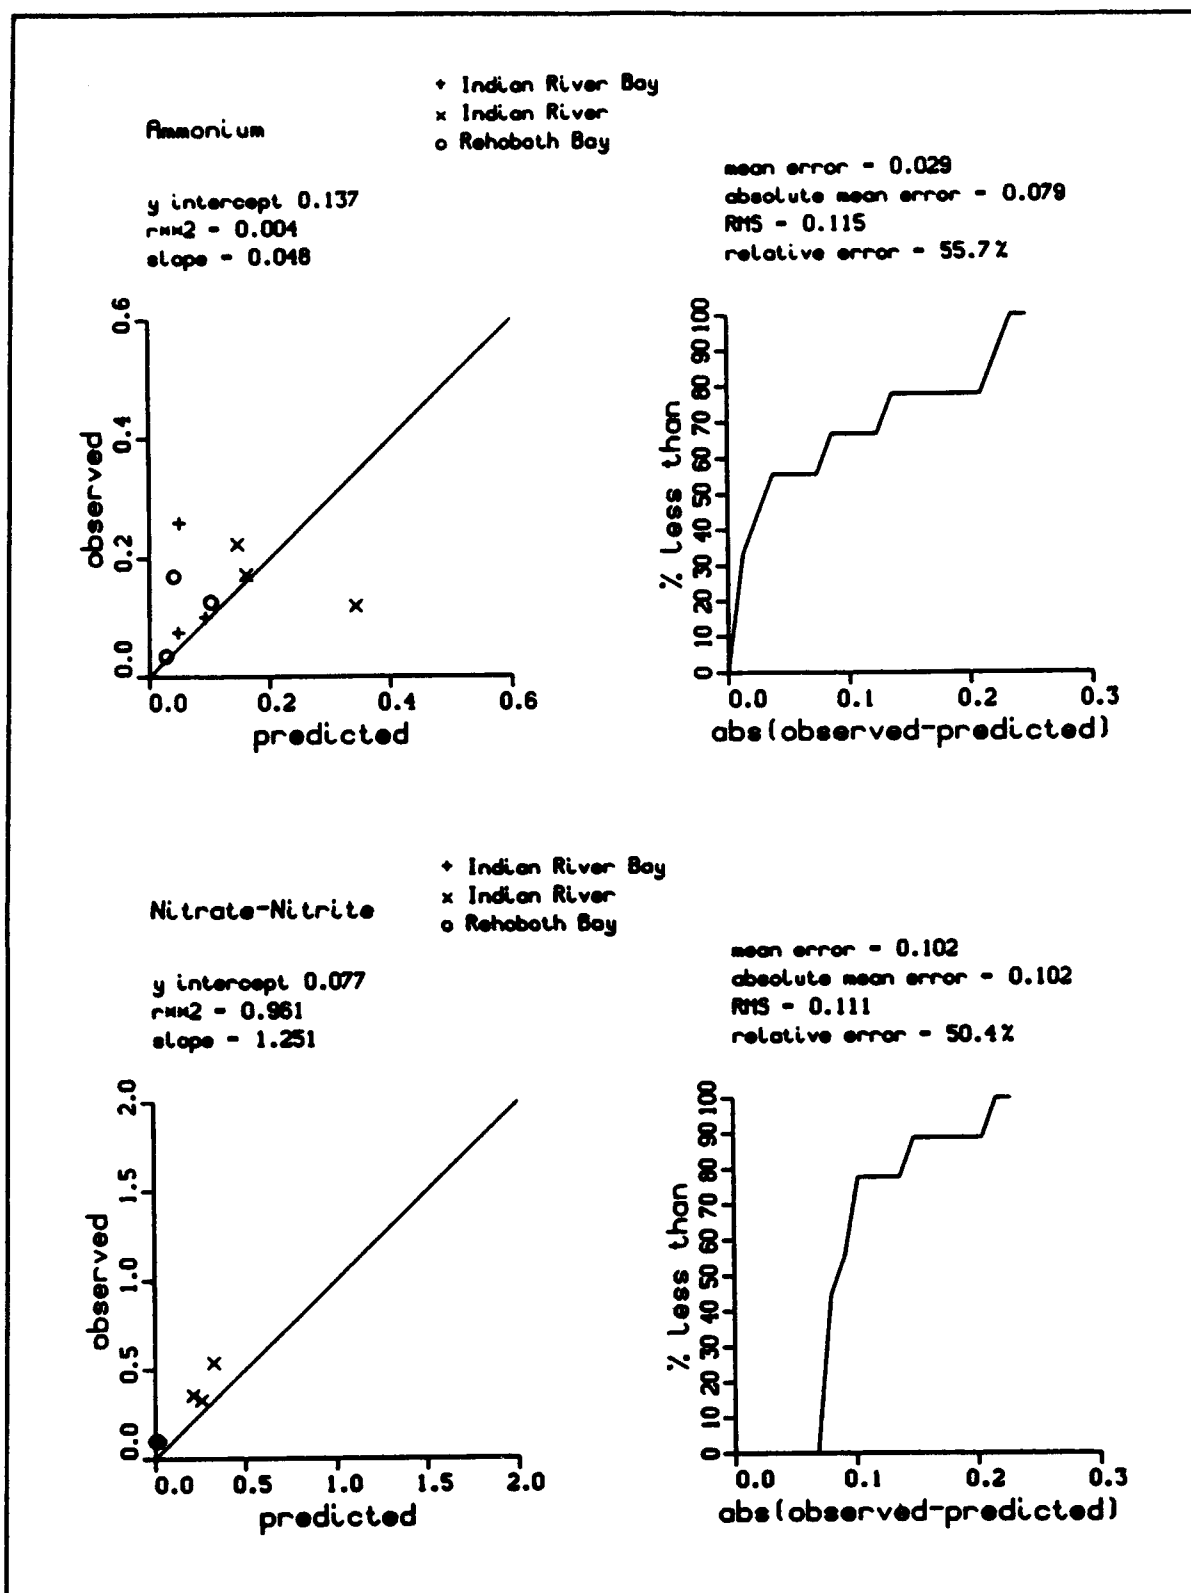 + Indian River Bay
x Indian River
o Rehoboth Bay
Ammonium
y intercept 0.137
r**2 = 0.004
slope = 0.048
mean error = 0.029
absolute mean error = 0.079
RMS = 0.115
relative error = 55.7%
0.6
0.4
0.2
0.0
observed
0.0 0.2 0.4 0.6
predicted
100
90
80
70
60
50
40
30
20
10
0
% less than
0.0 0.1 0.2 0.3
abs(observed-predicted)
+ Indian River Bay
x Indian River
o Rehoboth Bay
Nitrate-Nitrite
y intercept 0.077
r**2 = 0.961
slope = 1.251
mean error = 0.102
absolute mean error = 0.102
RMS = 0.111
relative error = 50.4%
2.0
1.5
1.0
0.5
0.0
observed
0.0 0.5 1.0 1.5 2.0
predicted
100
90
80
70
60
50
40
30
20
10
0
% less than
0.0 0.1 0.2 0.3
abs(observed-predicted)